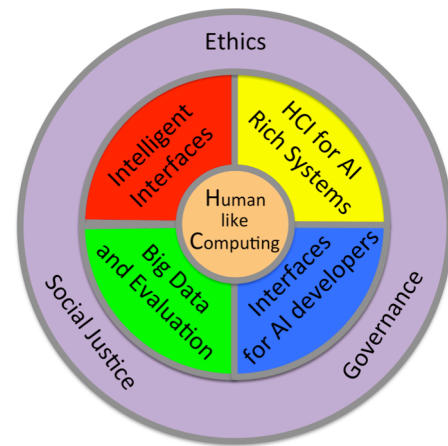 Ethics
Intelligent
Interfaces
HCI for AI
Rich Systems
Human
like
Computing
Big Data
and Evaluation
Interfaces
for AI developers
Social Justice
Governance